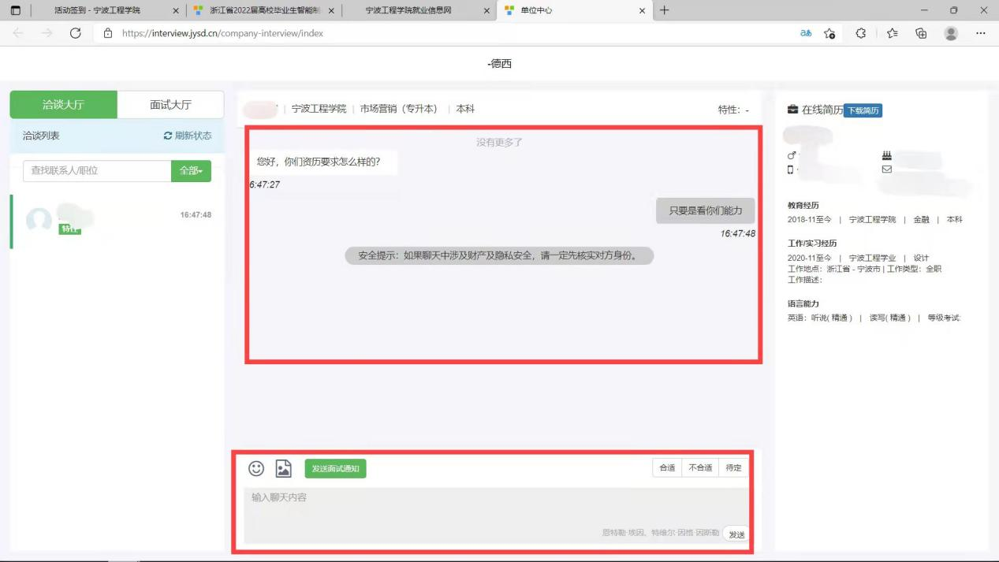 活动签到 - 宁波工程学院
浙江省2022届高校毕业生智能制
宁波工程学院就业信息网
单位中心
https://interview.jysd.cn/company-interview/index
-德西
洽谈大厅
面试大厅
洽谈列表
刷新状态
查找联系人/职位
全部
16:47:48
特性
宁波工程学院 | 市场营销（专升本） | 本科
特性：-
没有更多了
您好，你们资历要求怎么样的?
6:47:27
只要是看你们能力
16:47:48
安全提示：如果聊天中涉及财产及隐私安全，请一定先核实对方身份。
发送面试通知
合适
不合适
待定
输入聊天内容
发送
在线简历
下载简历
教育经历
2018-11至今 | 宁波工程学院 | 金融 | 本科
工作/实习经历
2020-11至今 | 宁波工程学业 | 设计
工作地点：浙江省 - 宁波市 | 工作类型：全职
工作描述：
语言能力
英语：听说( 精通 ) | 读写( 精通 ) | 等级考试: